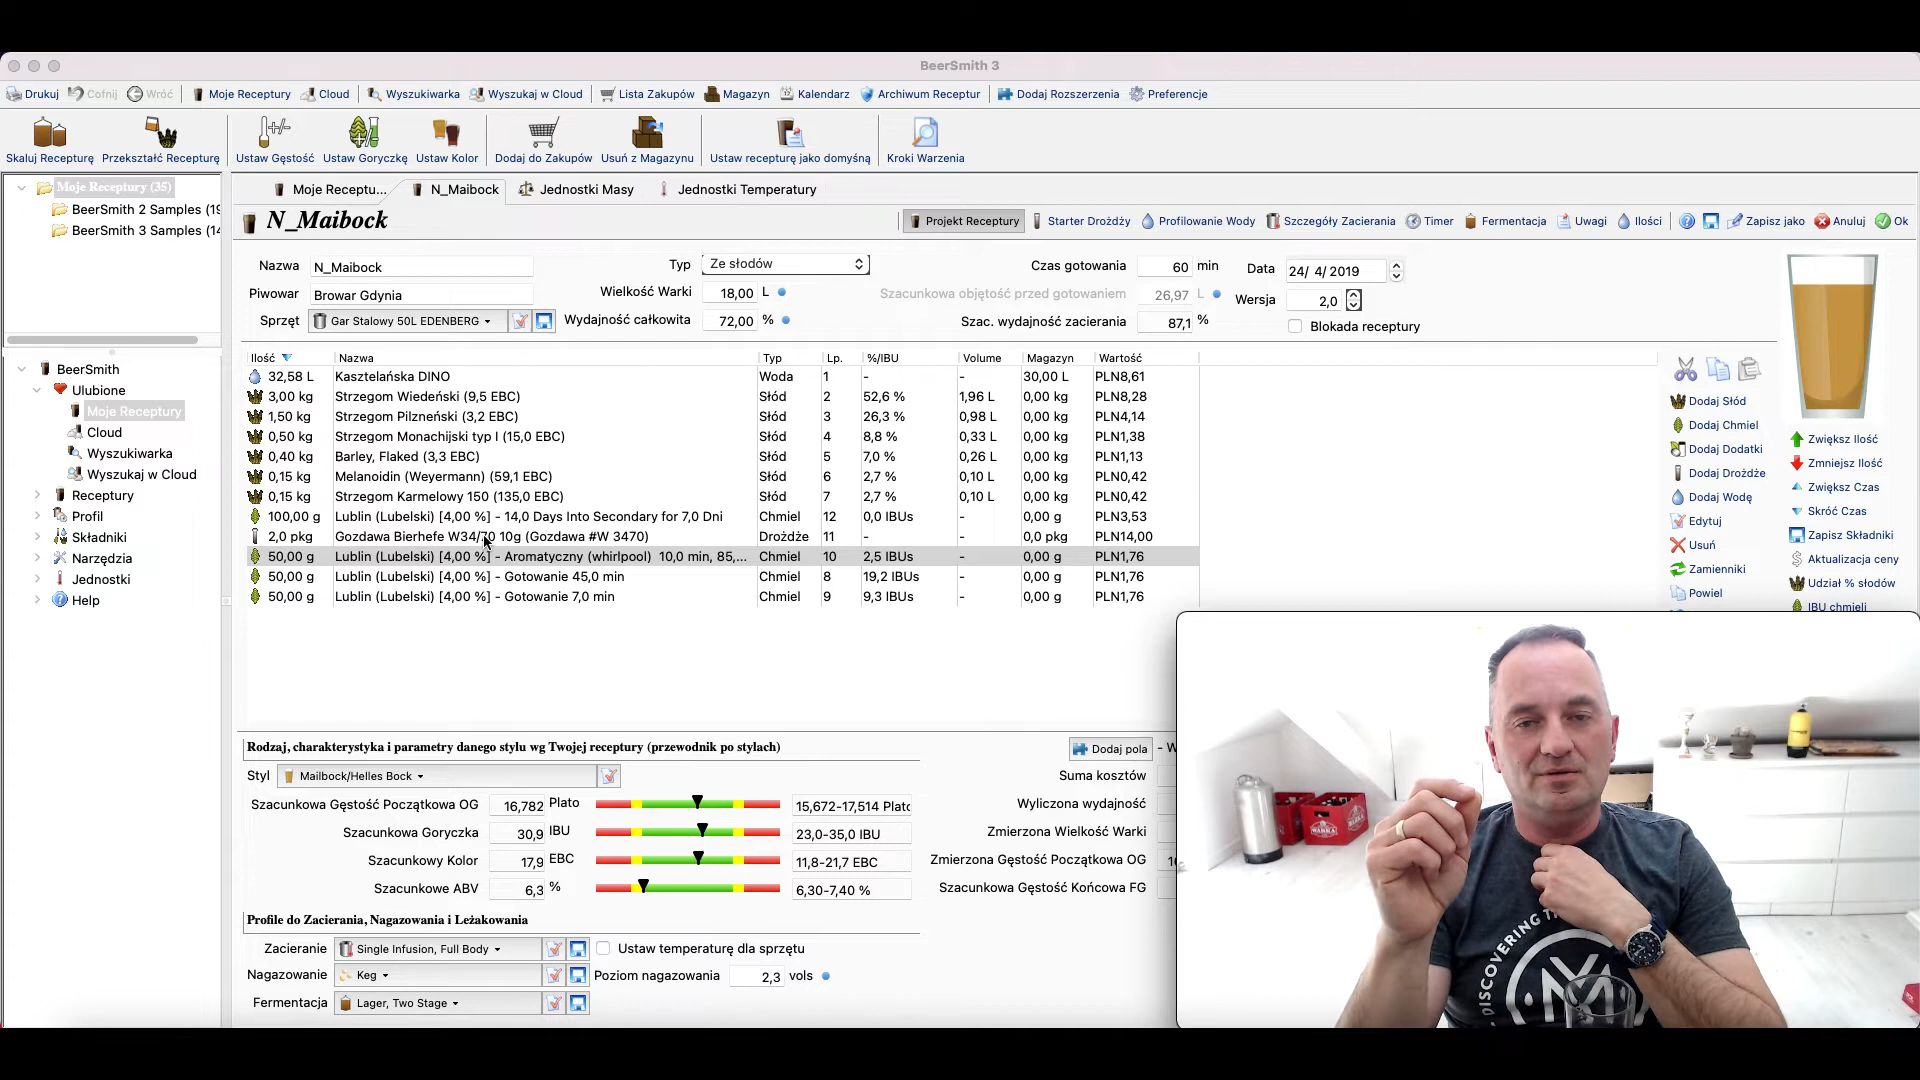 BeerSmith 3
Drukuj Cofnij Wróć Moje Receptury Cloud Wyszukiwarka Wyszukaj w Cloud Lista Zakupów Magazyn Kalendarz Archiwum Receptur Dodaj Rozszerzenia Preferencje
Skaluj Recepturę Przekształć Recepturę Ustaw Gęstość Ustaw Goryczkę Ustaw Kolor Dodaj do Zakupów Usuń z Magazynu Ustaw recepturę jako domyślną Kroki Warzenia
Moje Receptury (35)
BeerSmith 2 Samples (19
BeerSmith 3 Samples (14
BeerSmith
Ulubione
Moje Receptury
Cloud
Wyszukiwarka
Wyszukaj w Cloud
Receptury
Profil
Składniki
Narzędzia
Jednostki
Help
Moje Receptu... N_Maibock Jednostki Masy Jednostki Temperatury
N_Maibock Projekt Receptury Starter Drożdży Profilowanie Wody Szczegóły Zacierania Timer Fermentacja Uwagi Ilości Zapisz jako Anuluj Ok
Nazwa N_Maibock Typ Ze słodów Czas gotowania 60 min Data 24/ 4/2019
Piwowar Browar Gdynia Wielkość Warki 18,00 L Szacunkowa objętość przed gotowaniem 26,97 L Wersja 2,0
Sprzęt Gar Stalowy 50L EDENBERG Wydajność całkowita 72,00 % Szac. wydajność zacierania 87,1 % Blokada receptury
Ilość Nazwa Typ Lp. %/IBU Volume Magazyn Wartość
32,58 L Kasztelańska DINO Woda 1 - - 30,00 L PLN8,61
3,00 kg Strzegom Wiedeński (9,5 EBC) Słód 2 52,6 % 1,96 L 0,00 kg PLN8,28
1,50 kg Strzegom Pilzneński (3,2 EBC) Słód 3 26,3 % 0,98 L 0,00 kg PLN4,14
0,50 kg Strzegom Monachijski typ I (15,0 EBC) Słód 4 8,8 % 0,33 L 0,00 kg PLN1,38
0,40 kg Barley, Flaked (3,3 EBC) Słód 5 7,0 % 0,26 L 0,00 kg PLN1,13
0,15 kg Melanoidin (Weyermann) (59,1 EBC) Słód 6 2,7 % 0,10 L 0,00 kg PLN0,42
0,15 kg Strzegom Karmelowy 150 (135,0 EBC) Słód 7 2,7 % 0,10 L 0,00 kg PLN0,42
100,00 g Lublin (Lubelski) [4,00 %] - 14,0 Days Into Secondary for 7,0 Dni Chmiel 12 0,0 IBUs - 0,00 g PLN3,53
2,0 pkg Gozdawa Bierhefe W34/70 10g (Gozdawa #W 3470) Drożdże 11 - - 0,0 pkg PLN14,00
50,00 g Lublin (Lubelski) [4,00 %] - Aromatyczny (whirlpool) 10,0 min, 85,... Chmiel 10 2,5 IBUs - 0,00 g PLN1,76
50,00 g Lublin (Lubelski) [4,00 %] - Gotowanie 45,0 min Chmiel 8 19,2 IBUs - 0,00 g PLN1,76
50,00 g Lublin (Lubelski) [4,00 %] - Gotowanie 7,0 min Chmiel 9 9,3 IBUs - 0,00 g PLN1,76
Dodaj Słód
Dodaj Chmiel
Dodaj Dodatki
Dodaj Drożdże
Dodaj Wodę
Edytuj
Usuń
Zamienniki
Powiel
Zwiększ Ilość
Zmniejsz Ilość
Zwiększ Czas
Skróć Czas
Zapisz Składniki
Aktualizacja ceny
Udział % słodów
IBU chmieli
Rodzaj, charakterystyka i parametry danego stylu wg Twojej receptury (przewodnik po stylach) Dodaj pola - W
Styl Mailbock/Helles Bock Suma kosztów
Szacunkowa Gęstość Początkowa OG 16,782 Plato 15,672-17,514 Plato Wyliczona wydajność
Szacunkowa Goryczka 30,9 IBU 23,0-35,0 IBU Zmierzona Wielkość Warki
Szacunkowy Kolor 17,9 EBC 11,8-21,7 EBC Zmierzona Gęstość Początkowa OG
Szacunkowe ABV 6,3 % 6,30-7,40 % Szacunkowa Gęstość Końcowa FG
Profile do Zacierania, Nagazowania i Leżakowania
Zacieranie Single Infusion, Full Body Ustaw temperaturę dla sprzętu
Nagazowanie Keg Poziom nagazowania 2,3 vols
Fermentacja Lager, Two Stage
WARKA
DISCOVERING